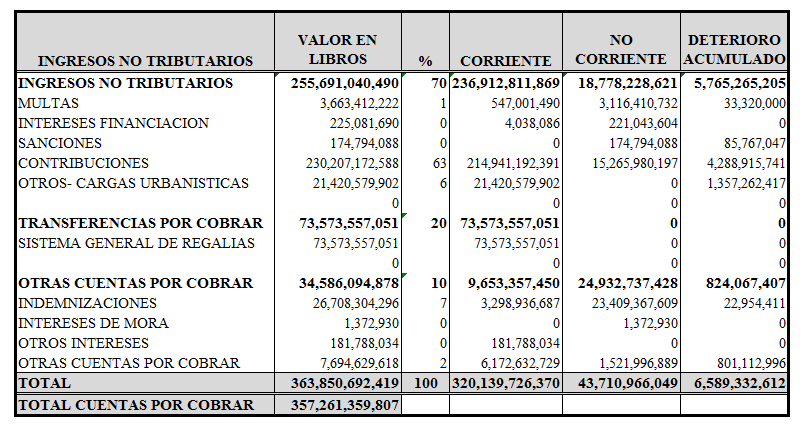 INGRESOS NO TRIBUTARIOS VALOR EN LIBROS % CORRIENTE NO CORRIENTE DETERIORO ACUMULADO
INGRESOS NO TRIBUTARIOS 255,691,040,490 70 236,912,811,869 18,778,228,621 5,765,265,205
MULTAS 3,663,412,222 1 547,001,490 3,116,410,732 33,320,000
INTERESES FINANCIACION 225,081,690 0 4,038,086 221,043,604 0
SANCIONES 174,794,088 0 0 174,794,088 85,767,047
CONTRIBUCIONES 230,207,172,588 63 214,941,192,391 15,265,980,197 4,288,915,741
OTROS- CARGAS URBANISTICAS 21,420,579,902 6 21,420,579,902 0 1,357,262,417
0 0 0
TRANSFERENCIAS POR COBRAR 73,573,557,051 20 73,573,557,051 0 0
SISTEMA GENERAL DE REGALIAS 73,573,557,051 73,573,557,051 0 0
0 0 0
OTRAS CUENTAS POR COBRAR 34,586,094,878 10 9,653,357,450 24,932,737,428 824,067,407
INDEMNIZACIONES 26,708,304,296 7 3,298,936,687 23,409,367,609 22,954,411
INTERESES DE MORA 1,372,930 0 0 1,372,930 0
OTROS INTERESES 181,788,034 0 181,788,034 0 0
OTRAS CUENTAS POR COBRAR 7,694,629,618 2 6,172,632,729 1,521,996,889 801,112,996
TOTAL 363,850,692,419 100 320,139,726,370 43,710,966,049 6,589,332,612
TOTAL CUENTAS POR COBRAR 357,261,359,807